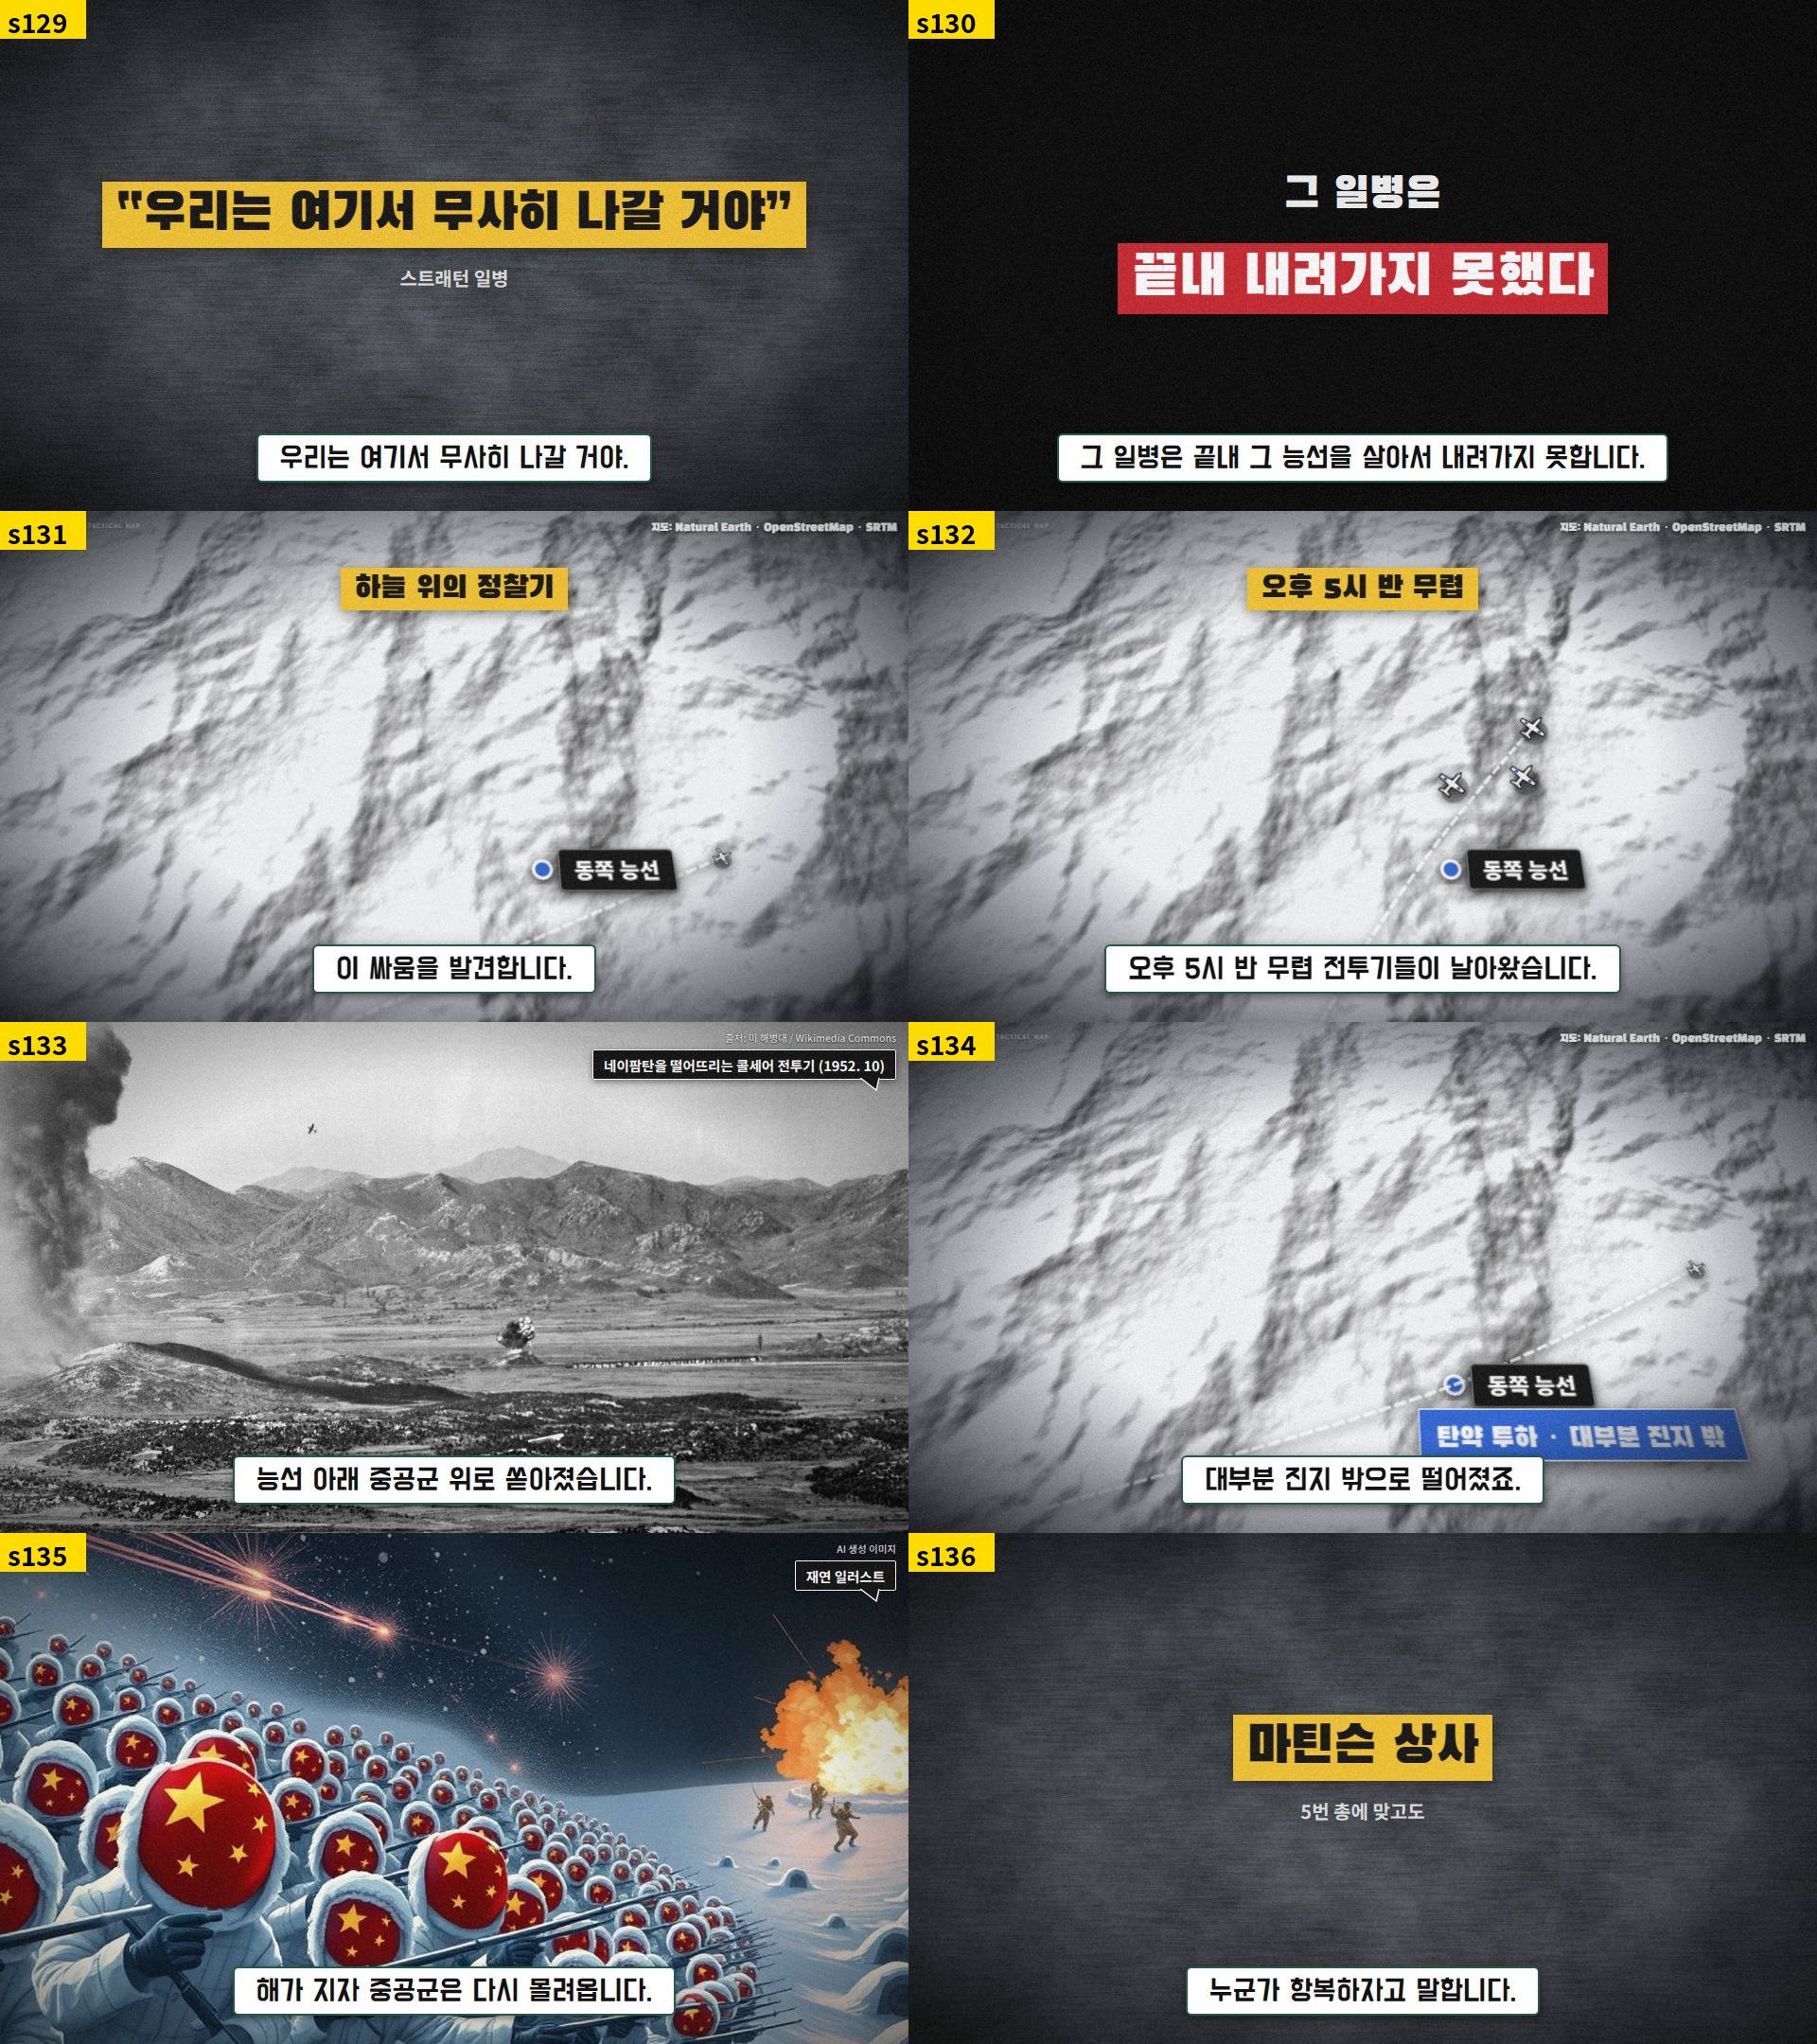 s129
“우리는 여기서 무사히 나갈 거야”
스트래턴 일병
우리는 여기서 무사히 나갈 거야.
s130
그 일병은
끝내 내려가지 못했다
그 일병은 끝내 그 능선을 살아서 내려가지 못합니다.
s131
TACTICAL MAP
지도: Natural Earth · OpenStreetMap · SRTM
하늘 위의 정찰기
동쪽 능선
이 싸움을 발견합니다.
s132
TACTICAL MAP
지도: Natural Earth · OpenStreetMap · SRTM
오후 5시 반 무렵
동쪽 능선
오후 5시 반 무렵 전투기들이 날아왔습니다.
s133
출처: 미 해병대 / Wikimedia Commons
네이팜탄을 떨어뜨리는 콜세어 전투기 (1952. 10)
능선 아래 중공군 위로 쏟아졌습니다.
s134
TACTICAL MAP
지도: Natural Earth · OpenStreetMap · SRTM
동쪽 능선
탄약 투하 · 대부분 진지 밖
대부분 진지 밖으로 떨어졌죠.
s135
AI 생성 이미지
재연 일러스트
해가 지자 중공군은 다시 몰려옵니다.
s136
마틴슨 상사
5번 총에 맞고도
누군가 항복하자고 말합니다.